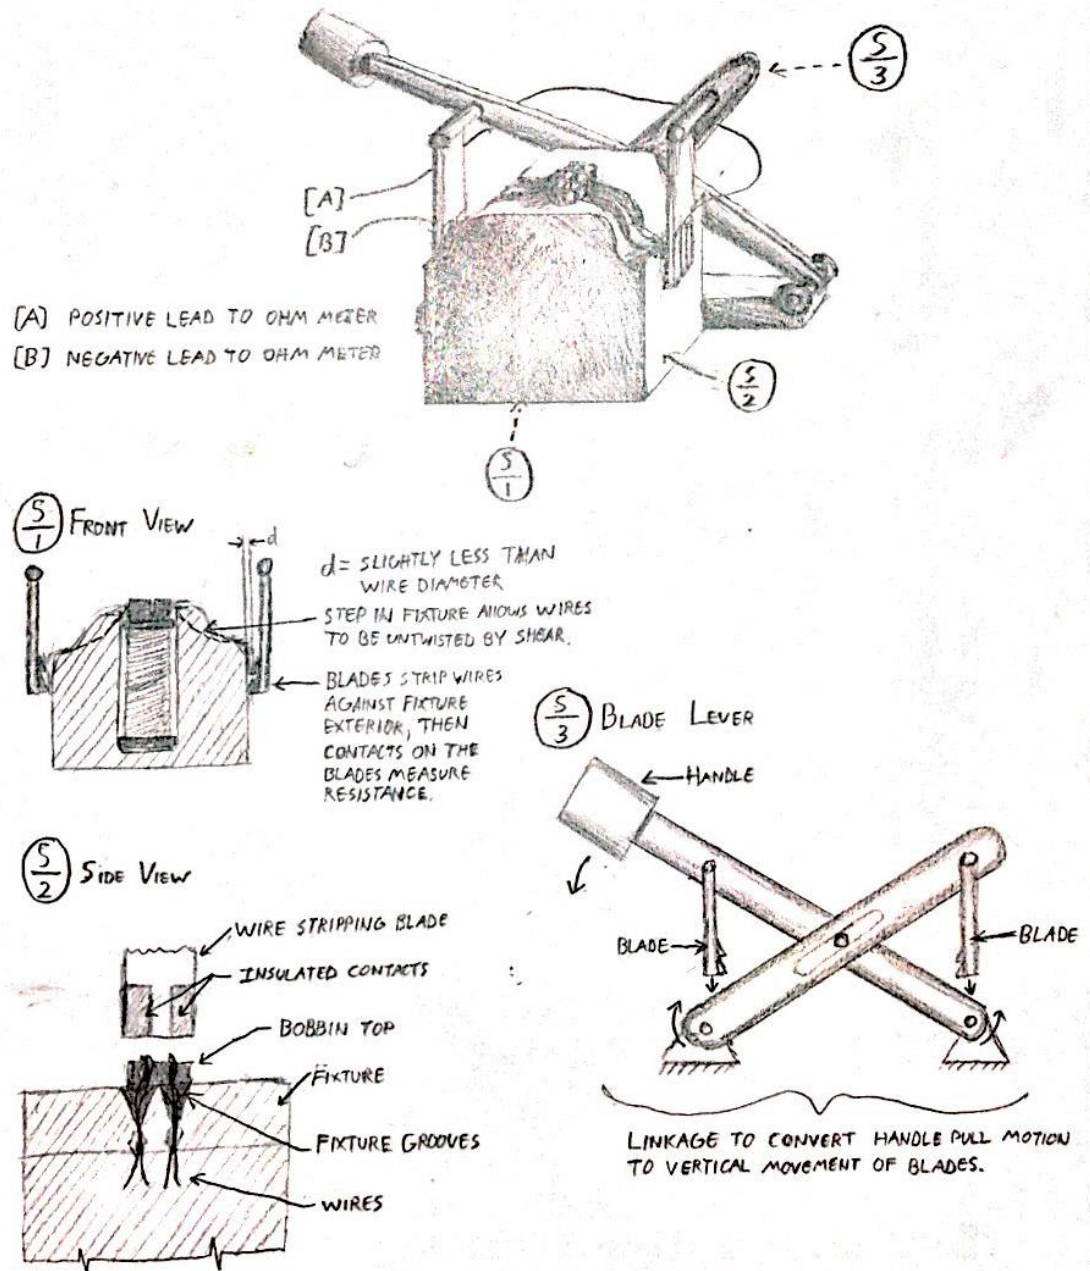 S/3
[A]
[B]
[A] POSITIVE LEAD TO OHM METER
[B] NEGATIVE LEAD TO OHM METER
S/2
S/1
S/1 FRONT VIEW
d
d= SLIGHTLY LESS THAN
WIRE DIAMETER
STEP IN FIXTURE ALLOWS WIRES
TO BE UNTWISTED BY SHEAR.
BLADES STRIP WIRES
AGAINST FIXTURE
EXTERIOR, THEN
CONTACTS ON THE
BLADES MEASURE
RESISTANCE.
S/3 BLADE LEVER
HANDLE
BLADE
BLADE
LINKAGE TO CONVERT HANDLE PULL MOTION
TO VERTICAL MOVEMENT OF BLADES.
S/2 SIDE VIEW
WIRE STRIPPING BLADE
INSULATED CONTACTS
BOBBIN TOP
FIXTURE
FIXTURE GROOVES
WIRES